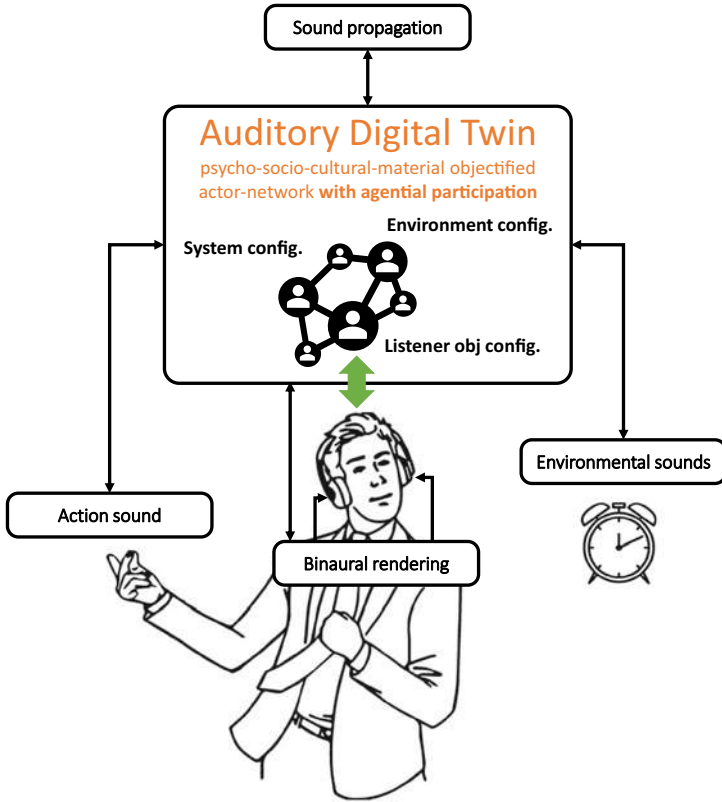 Sound propagation
Auditory Digital Twin
psycho-socio-cultural-material objectified
actor-network with agential participation
Environment config.
System config.
Listener obj config.
Environmental sounds
Action sound
Binaural rendering